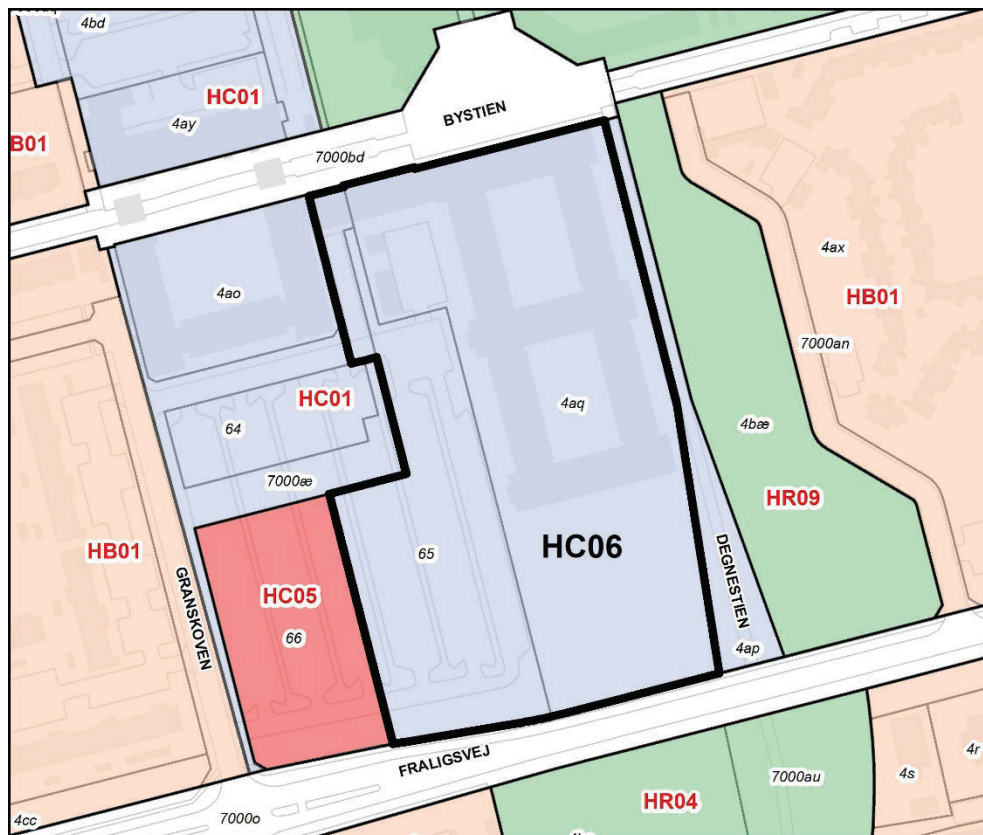 4bd
HC01
4ay
B01
BYSTIEN
7000bd
4ao
4ax
HB01
7000an
HC01
64
4aq
4bæ
7000æ
HR09
HB01
65
HC06
DEGNESTIEN
GRANSKOVEN
HC05
66
4ap
FRALIGSVEJ
7000au
4r
4s
HR04
4cc
7000o